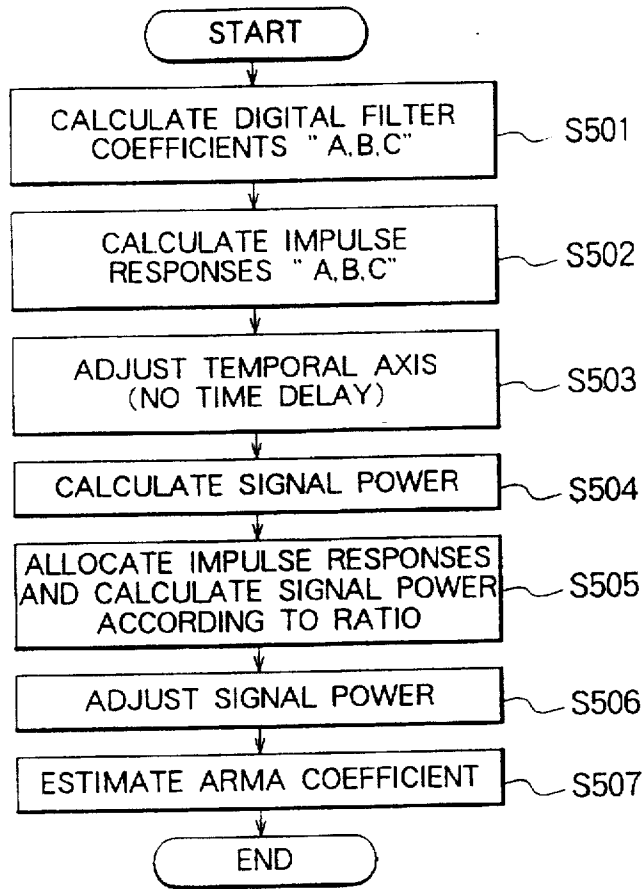 START
CALCULATE DIGITAL FILTER
COEFFICIENTS "A,B,C"
S501
CALCULATE IMPULSE
RESPONSES "A,B,C"
S502
ADJUST TEMPORAL AXIS
(NO TIME DELAY)
S503
CALCULATE SIGNAL POWER
S504
ALLOCATE IMPULSE RESPONSES
AND CALCULATE SIGNAL POWER
ACCORDING TO RATIO
S505
ADJUST SIGNAL POWER
S506
ESTIMATE ARMA COEFFICIENT
S507
END